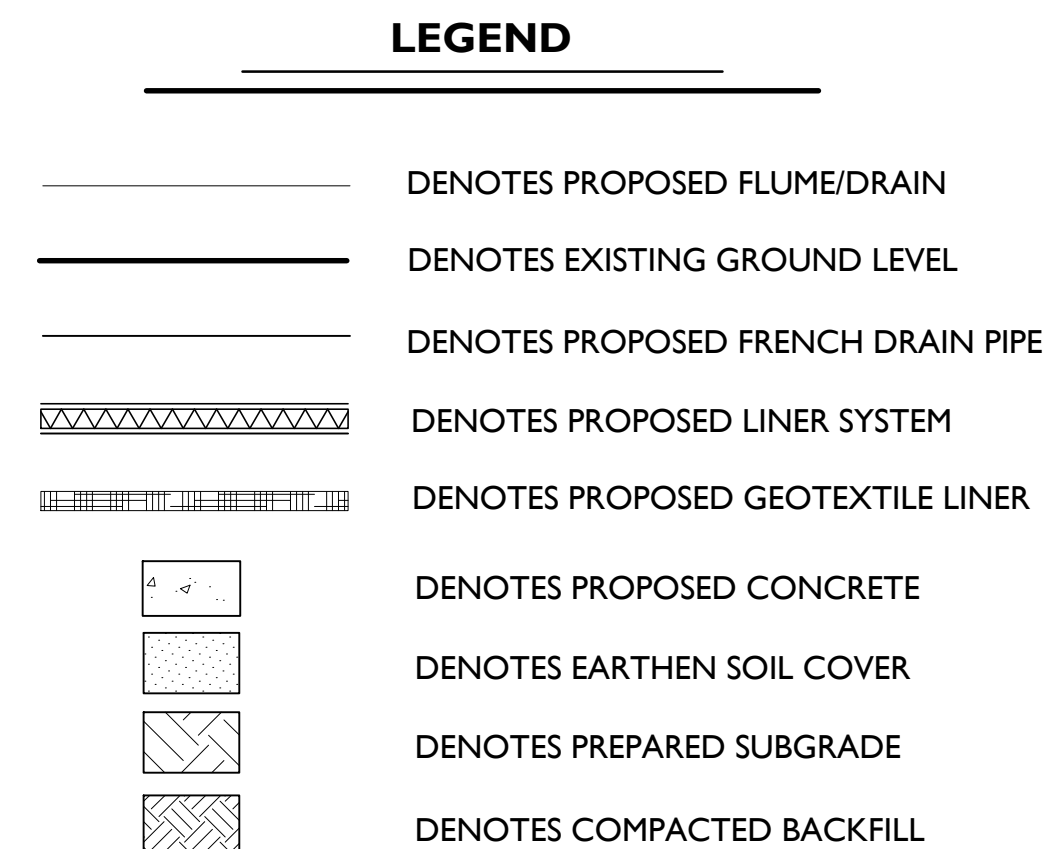 LEGEND
DENOTES PROPOSED FLUME/DRAIN
DENOTES EXISTING GROUND LEVEL
DENOTES PROPOSED FRENCH DRAIN PIPE
DENOTES PROPOSED LINER SYSTEM
DENOTES PROPOSED GEOTEXTILE LINER
DENOTES PROPOSED CONCRETE
DENOTES EARTHEN SOIL COVER
DENOTES PREPARED SUBGRADE
DENOTES COMPACTED BACKFILL